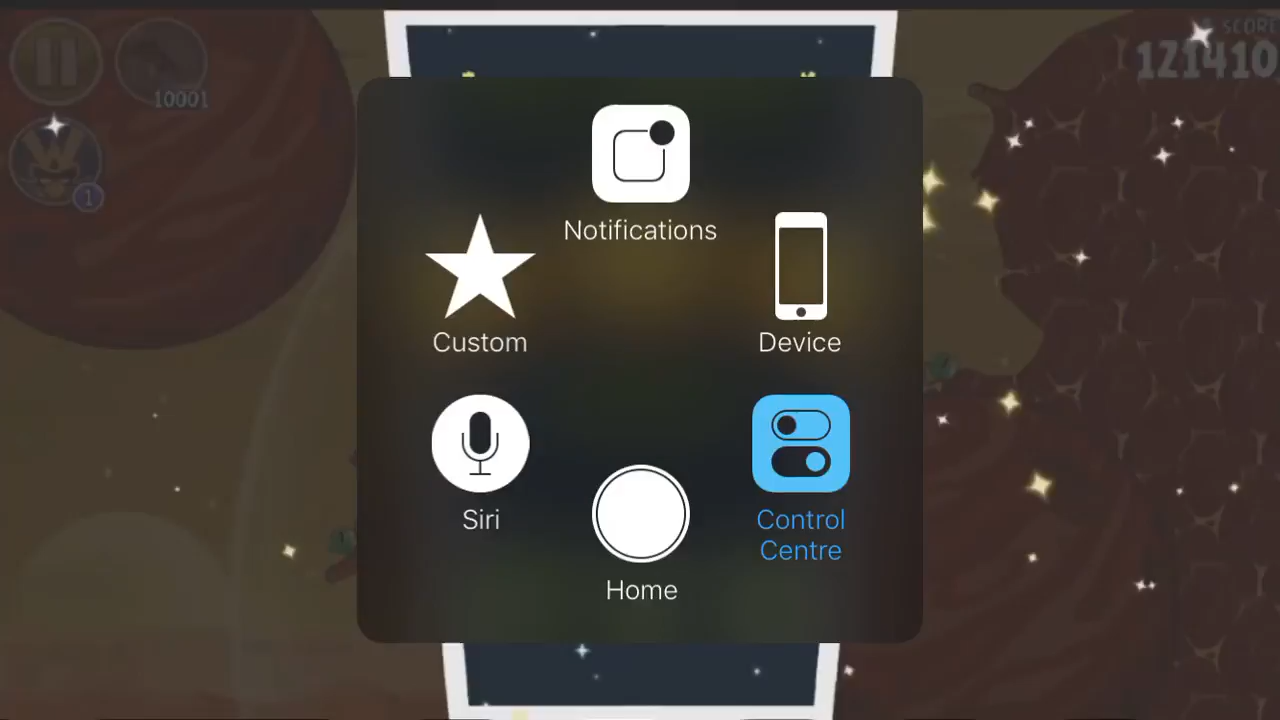 SCORE
121410
10001
1
Notifications
Custom
Device
Siri
Control
Centre
Home